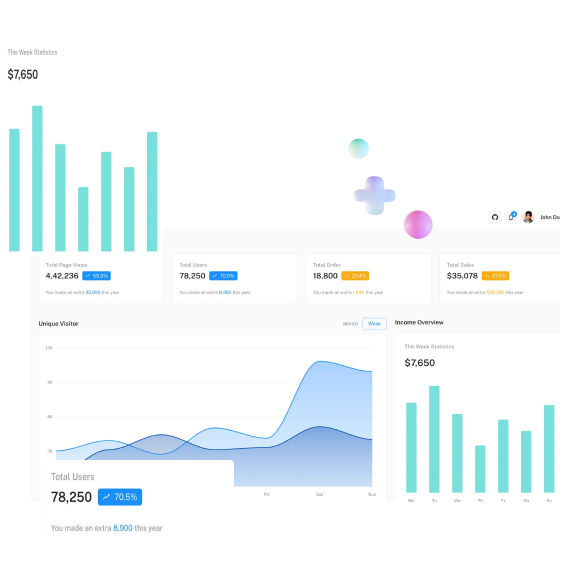 This Week Statistics
$7,650
John Do
Total Page Views
4,42,236 59.3%
You made an extra 35,000 this year
Total Users
78,250 70.5%
You made an extra 8,900 this year
Total Order
18,800 27.4%
You made an extra 1,943 this year
Total Sales
$35,078 27.4%
You made an extra $20,395 this year
Unique Visitor
Month Week
Income Overview
This Week Statistics
$7,650
Fri Sat Sun
Mo Tu We Th Fr Sa Su
Total Users
78,250 70.5%
You made an extra 8,900 this year